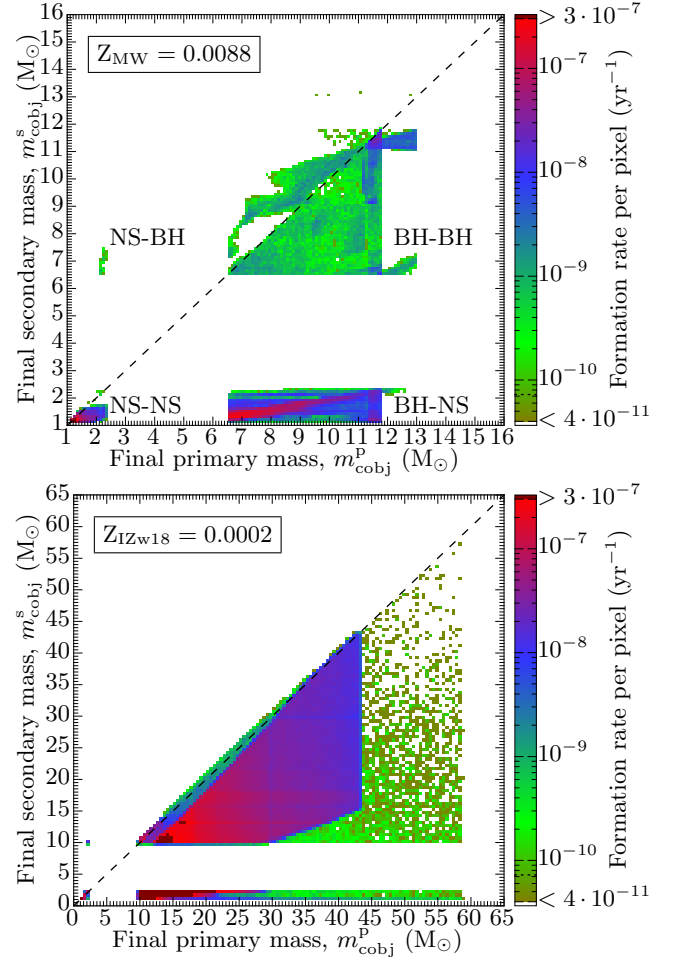 Z_MW = 0.0088
NS-BH
BH-BH
NS-NS
BH-NS
16
15
14
13
12
11
10
9
8
7
6
5
4
3
2
1
1 2 3 4 5 6 7 8 9 10 11 12 13 14 15 16
Final secondary mass, m^s_cobj (M⊙)
Final primary mass, m^p_cobj (M⊙)
> 3 · 10^−7
10^−7
10^−8
10^−9
10^−10
< 4 · 10^−11
Formation rate per pixel (yr^−1)
Z_IZw18 = 0.0002
65
60
55
50
45
40
35
30
25
20
15
10
5
0
0 5 10 15 20 25 30 35 40 45 50 55 60 65
Final secondary mass, m^s_cobj (M⊙)
Final primary mass, m^p_cobj (M⊙)
> 3 · 10^−7
10^−7
10^−8
10^−9
10^−10
< 4 · 10^−11
Formation rate per pixel (yr^−1)